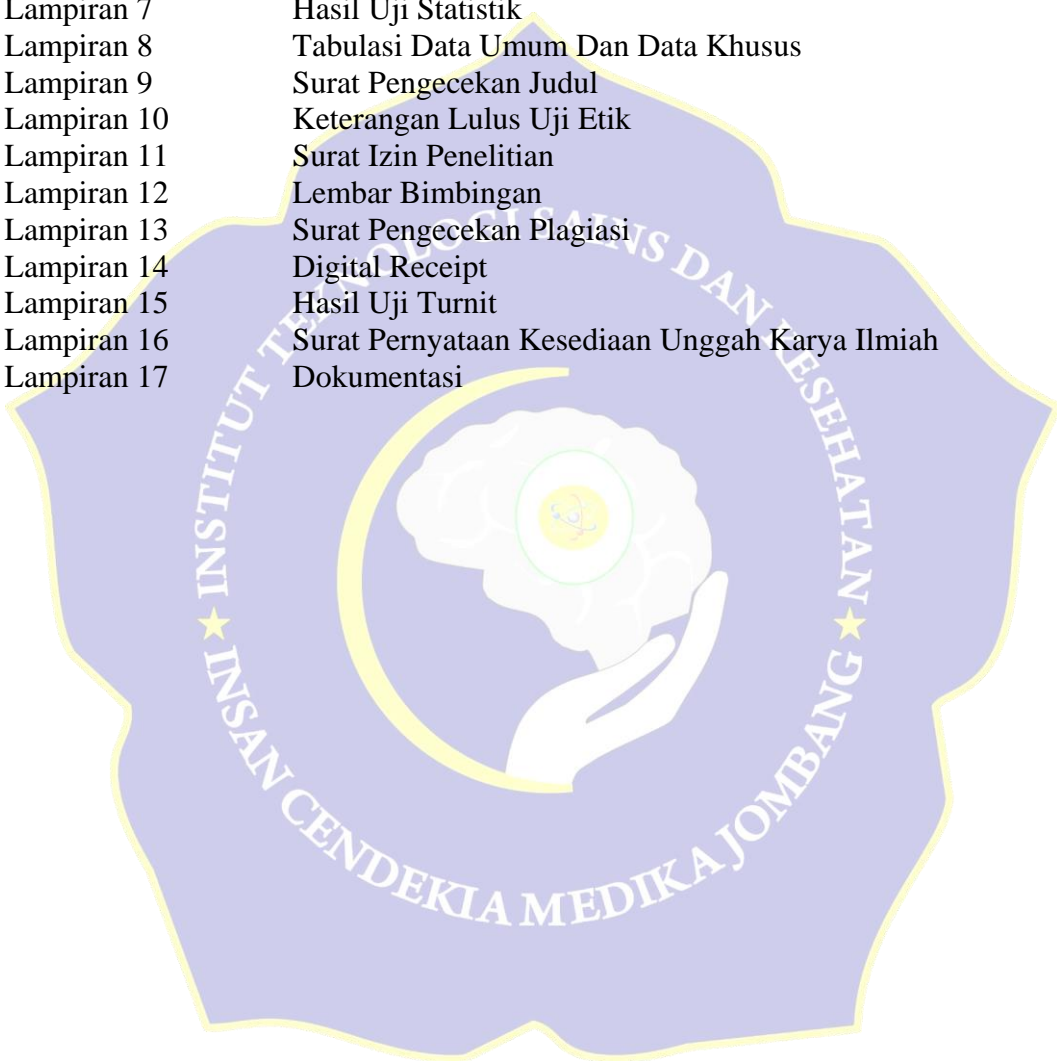 Lampiran 7 Hasil Uji Statistik
Lampiran 8 Tabulasi Data Umum Dan Data Khusus
Lampiran 9 Surat Pengecekan Judul
Lampiran 10 Keterangan Lulus Uji Etik
Lampiran 11 Surat Izin Penelitian
Lampiran 12 Lembar Bimbingan
Lampiran 13 Surat Pengecekan Plagiasi
Lampiran 14 Digital Receipt
Lampiran 15 Hasil Uji Turnit
Lampiran 16 Surat Pernyataan Kesediaan Unggah Karya Ilmiah
Lampiran 17 Dokumentasi
INSTITUT TEKNOLOGI SAINS DAN KESEHATAN
INSAN CENDEKIA MEDIKA JOMBANG